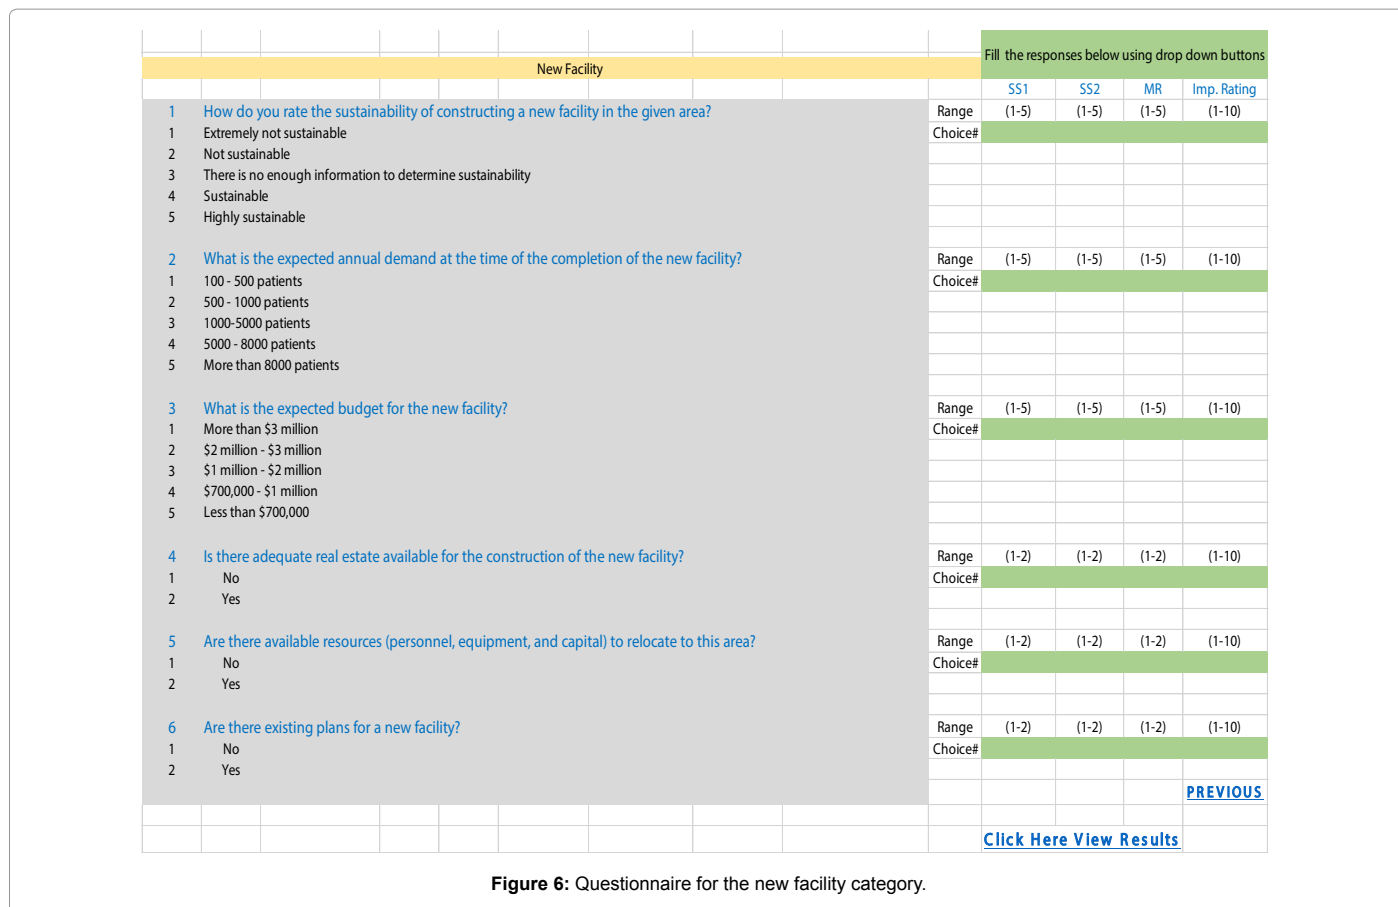 Fill the responses below using drop down buttons
New Facility
SS1 SS2 MR Imp. Rating
1 How do you rate the sustainability of constructing a new facility in the given area? Range (1-5) (1-5) (1-5) (1-10)
1 Extremely not sustainable Choice#
2 Not sustainable
3 There is no enough information to determine sustainability
4 Sustainable
5 Highly sustainable
2 What is the expected annual demand at the time of the completion of the new facility? Range (1-5) (1-5) (1-5) (1-10)
1 100 - 500 patients Choice#
2 500 - 1000 patients
3 1000-5000 patients
4 5000 - 8000 patients
5 More than 8000 patients
3 What is the expected budget for the new facility? Range (1-5) (1-5) (1-5) (1-10)
1 More than $3 million Choice#
2 $2 million - $3 million
3 $1 million - $2 million
4 $700,000 - $1 million
5 Less than $700,000
4 Is there adequate real estate available for the construction of the new facility? Range (1-2) (1-2) (1-2) (1-10)
1 No Choice#
2 Yes
5 Are there available resources (personnel, equipment, and capital) to relocate to this area? Range (1-2) (1-2) (1-2) (1-10)
1 No Choice#
2 Yes
6 Are there existing plans for a new facility? Range (1-2) (1-2) (1-2) (1-10)
1 No Choice#
2 Yes
PREVIOUS
Click Here View Results
Figure 6: Questionnaire for the new facility category.